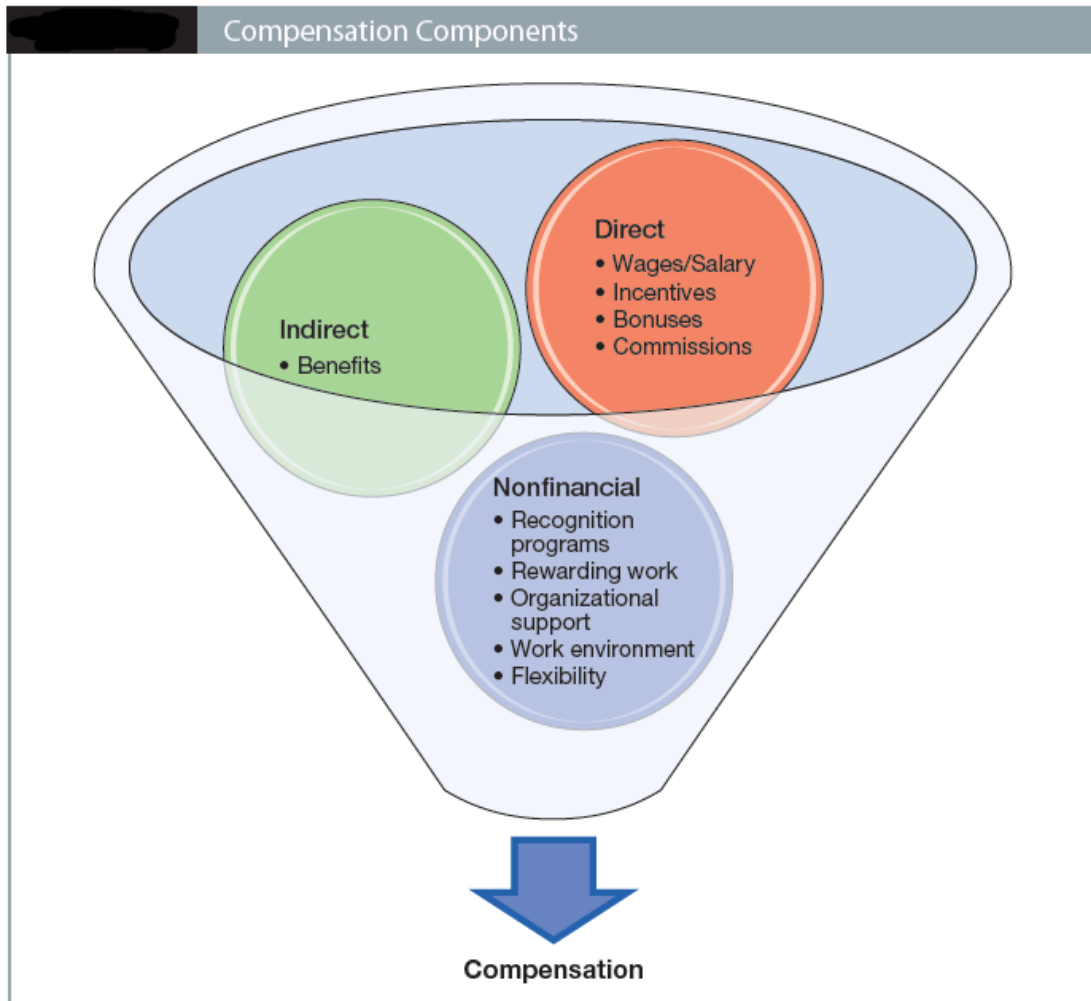 Compensation Components
Direct
• Wages/Salary
• Incentives
• Bonuses
• Commissions
Indirect
• Benefits
Nonfinancial
• Recognition
programs
• Rewarding work
• Organizational
support
• Work environment
• Flexibility
Compensation